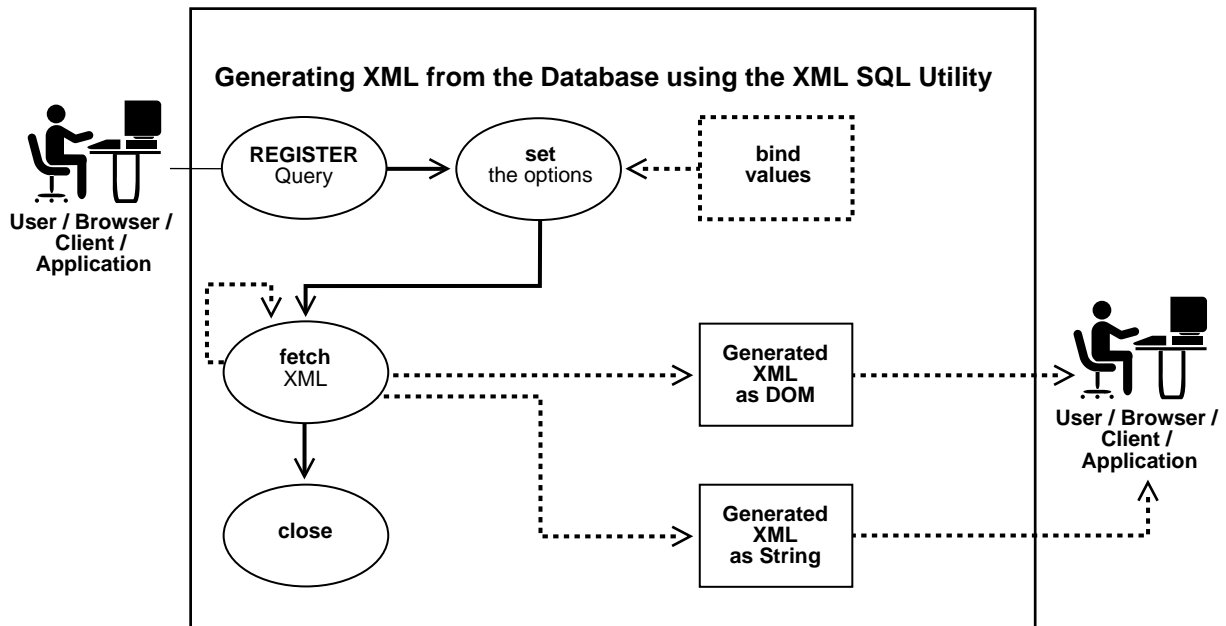 Generating XML from the Database using the XML SQL Utility
User / Browser /
Client /
Application
REGISTER
Query
set
the options
bind
values
fetch
XML
Generated
XML
as DOM
User / Browser /
Client /
Application
close
Generated
XML
as String